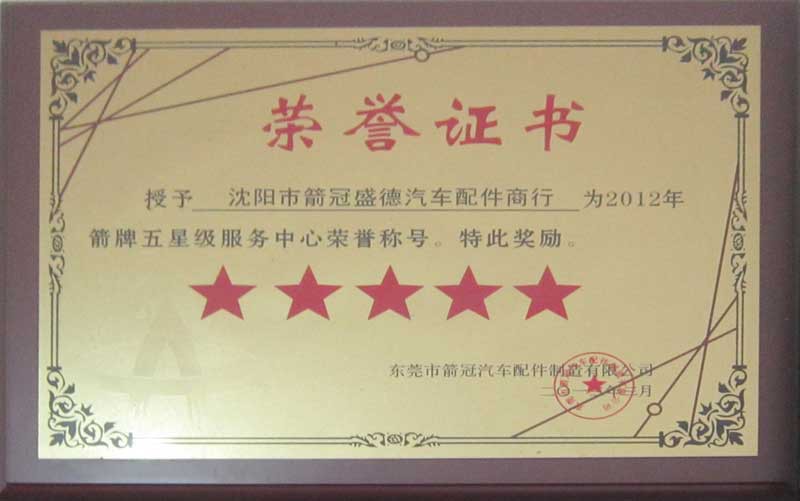 荣誉证书
授予 沈阳市箭冠盛德汽车配件商行 为2012年
箭牌五星级服务中心荣誉称号。特此奖励。
东莞市箭冠汽车配件制造有限公司
年三月